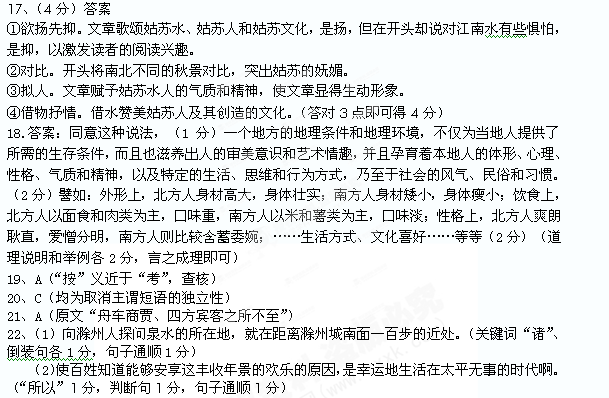 17、（4 分）答案
①欲扬先抑。文章歌颂姑苏水、姑苏人和姑苏文化，是扬，但在开头却说对江南水有些惧怕，
是抑，以激发读者的阅读兴趣。
②对比。开头将南北不同的秋景对比，突出姑苏的妩媚。
③拟人。文章赋予姑苏水人的气质和精神，使文章显得生动形象。
④借物抒情。借水赞美姑苏人及其创造的文化。（答对 3 点即可得 4 分）
18.答案：同意这种说法，（1 分）一个地方的地理条件和地理环境，不仅为当地人提供了
所需的生存条件，而且也滋养出人的审美意识和艺术情趣，并且孕育着本地人的体形、心理、
性格、气质和精神，以及特定的生活、思维和行为方式，乃至于社会的风气、民俗和习惯。
（2 分）譬如：外形上，北方人身材高大，身体壮实；南方人身材矮小，身体瘦小；饮食上，
北方人以面食和肉类为主，口味重，南方人以米和薯类为主，口味淡；性格上，北方人爽朗
耿直，爱憎分明，南方人则比较含蓄委婉；……生活方式、文化喜好……等等(2 分)（道
理说明和举例各 2 分，言之成理即可）
19、A（“按”义近于“考”，查核）
20、C（均为取消主谓短语的独立性）
21、A（原文“舟车商贾、四方宾客之所不至”）
22、（1）向滁州人探问泉水的所在地，就在距离滁州城南面一百步的近处。（关键词“诸”、
倒装句各 1 分，句子通顺 1 分）
（2)使百姓知道能够安享这丰收年景的欢乐的原因,是幸运地生活在太平无事的时代啊。
（“所以”1 分，判断句 1 分，句子通顺 1 分）